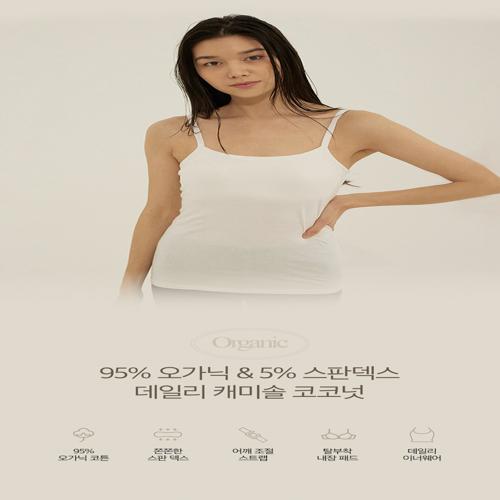 Organic
95% 오가닉 & 5% 스판덱스
데일리 캐미솔 코코넛
95%
오가닉 코튼
쫀쫀한
스판 덱스
어깨 조절
스트랩
탈부착
내장 패드
데일리
이너웨어